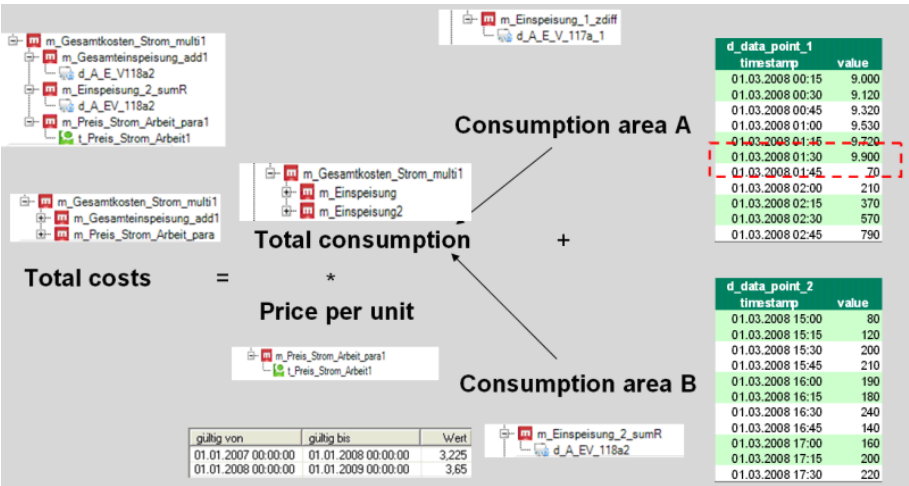 m_Gesamtkosten_Strom_multi1
m_Gesamteinspeisung_add1
d_A_E_V118a2
m_Einspeisung_2_sumR
d_A_EV_118a2
m_Preis_Strom_Arbeit_para1
t_Preis_Strom_Arbeit1
m_Einspeisung_1_zdiff
d_A_E_V_117a_1
d_data_point_1
timestamp value
01.03.2008 00:15 9.000
01.03.2008 00:30 9.120
01.03.2008 00:45 9.320
01.03.2008 01:00 9.530
01.03.2008 01:15 9.720
01.03.2008 01:30 9.900
01.03.2008 01:45 70
01.03.2008 02:00 210
01.03.2008 02:15 370
01.03.2008 02:30 570
01.03.2008 02:45 790
Consumption area A
m_Gesamtkosten_Strom_multi1
m_Einspeisung
m_Einspeisung2
m_Gesamtkosten_Strom_multi1
m_Gesamteinspeisung_add1
m_Preis_Strom_Arbeit_para
Total consumption +
Total costs = *
Price per unit
m_Preis_Strom_Arbeit_para1
t_Preis_Strom_Arbeit1
Consumption area B
d_data_point_2
timestamp value
01.03.2008 15:00 80
01.03.2008 15:15 120
01.03.2008 15:30 200
01.03.2008 15:45 210
01.03.2008 16:00 190
01.03.2008 16:15 180
01.03.2008 16:30 240
01.03.2008 16:45 140
01.03.2008 17:00 160
01.03.2008 17:15 200
01.03.2008 17:30 220
gültig von gültig bis Wert
01.01.2007 00:00:00 01.01.2008 00:00:00 3,225
01.01.2008 00:00:00 01.01.2009 00:00:00 3,65
m_Einspeisung_2_sumR
d_A_EV_118a2